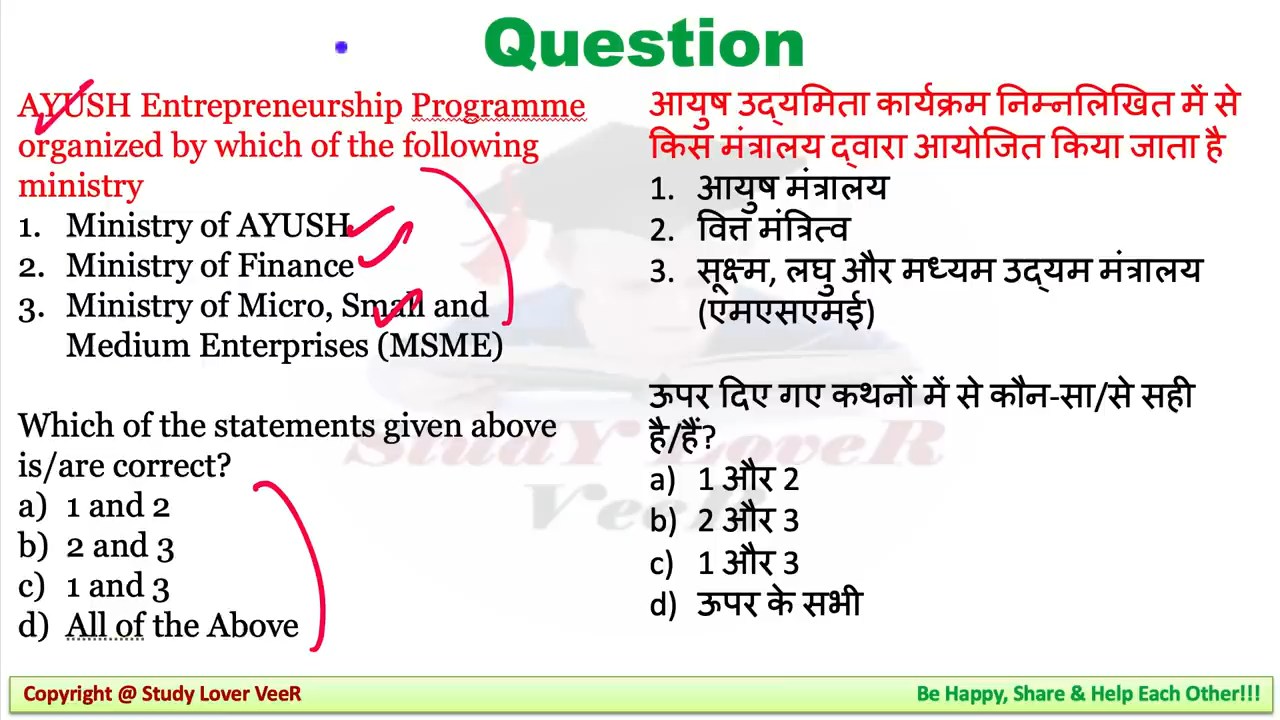 Question
AYUSH Entrepreneurship Programme
organized by which of the following
ministry
1. Ministry of AYUSH
2. Ministry of Finance
3. Ministry of Micro, Small and
Medium Enterprises (MSME)
Which of the statements given above
is/are correct?
a) 1 and 2
b) 2 and 3
c) 1 and 3
d) All of the Above
आयुष उद्यमिता कार्यक्रम निम्नलिखित में से
किस मंत्रालय द्वारा आयोजित किया जाता है
1. आयुष मंत्रालय
2. वित्त मंत्रित्व
3. सूक्ष्म, लघु और मध्यम उद्यम मंत्रालय
(एमएसएमई)
ऊपर दिए गए कथनों में से कौन-सा/से सही
है/हैं?
a) 1 और 2
b) 2 और 3
c) 1 और 3
d) ऊपर के सभी
StudY LoveR
VeeR
Copyright @ Study Lover VeeR
Be Happy, Share & Help Each Other!!!